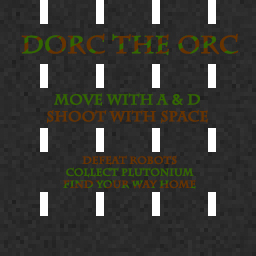 DORC THE ORC
MOVE WITH A & D
SHOOT WITH SPACE
DEFEAT ROBOTS
COLLECT PLUTONIUM
FIND YOUR WAY HOME